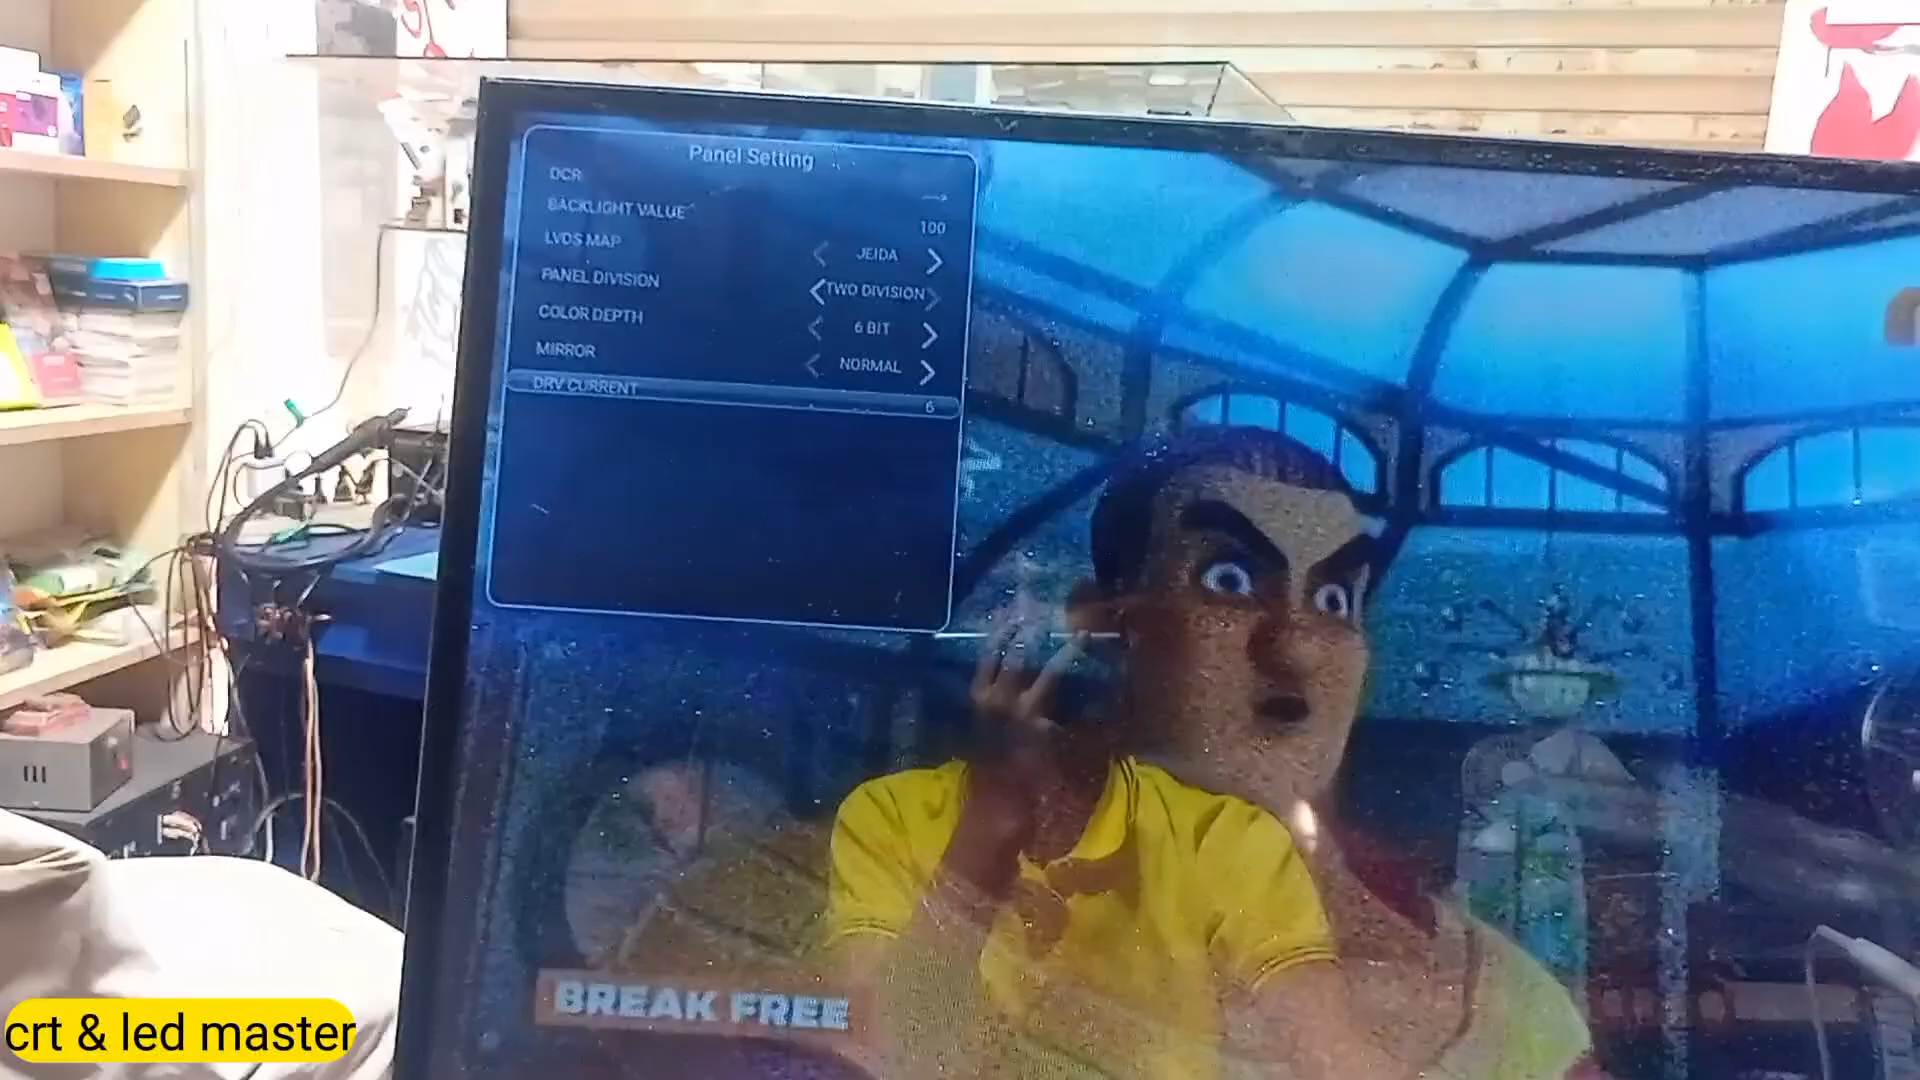 Panel Setting
DCR
BACKLIGHT VALUE 100
LVDS MAP JEIDA
PANEL DIVISION TWO DIVISION
COLOR DEPTH 6 BIT
MIRROR NORMAL
DRV CURRENT 6
BREAK FREE
crt & led master